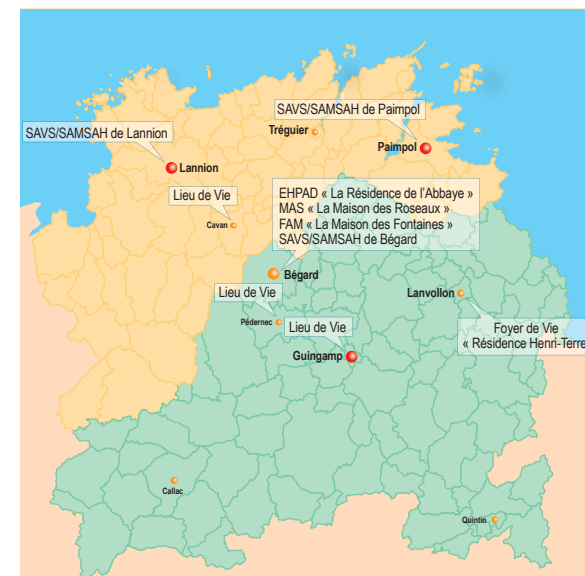 SAVS/SAMSAH de Paimpol
Tréguier
SAVS/SAMSAH de Lannion
Paimpol
Lannion
Lieu de Vie
Cavan
EHPAD « La Résidence de l'Abbaye »
MAS « La Maison des Roseaux »
FAM « La Maison des Fontaines »
SAVS/SAMSAH de Bégard
Bégard
Lieu de Vie
Lanvollon
Pédernec
Lieu de Vie
Foyer de Vie
« Résidence Henri-Terre
Guingamp
Callac
Quintin